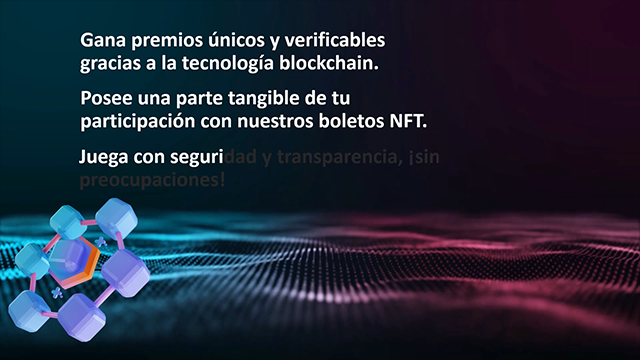 Gana premios únicos y verificables
gracias a la tecnología blockchain.
Posee una parte tangible de tu
participación con nuestros boletos NFT.
Juega con seguridad y transparencia, ¡sin
preocupaciones!